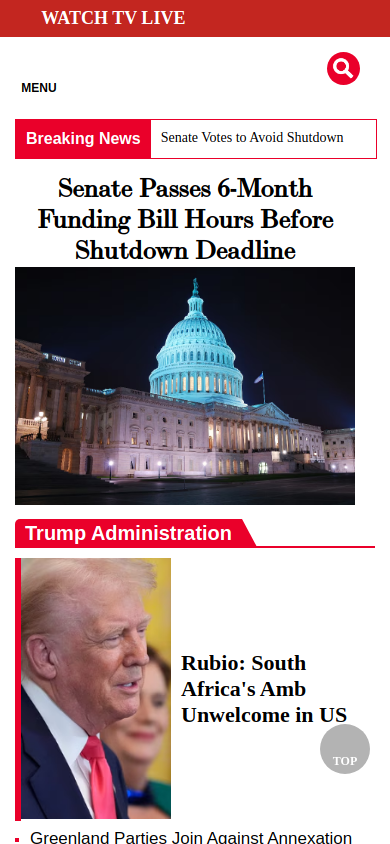 WATCH TV LIVE
MENU
Breaking News
Senate Votes to Avoid Shutdown
Senate Passes 6-Month
Funding Bill Hours Before
Shutdown Deadline
Trump Administration
Rubio: South
Africa's Amb
Unwelcome in US
TOP
Greenland Parties Join Against Annexation